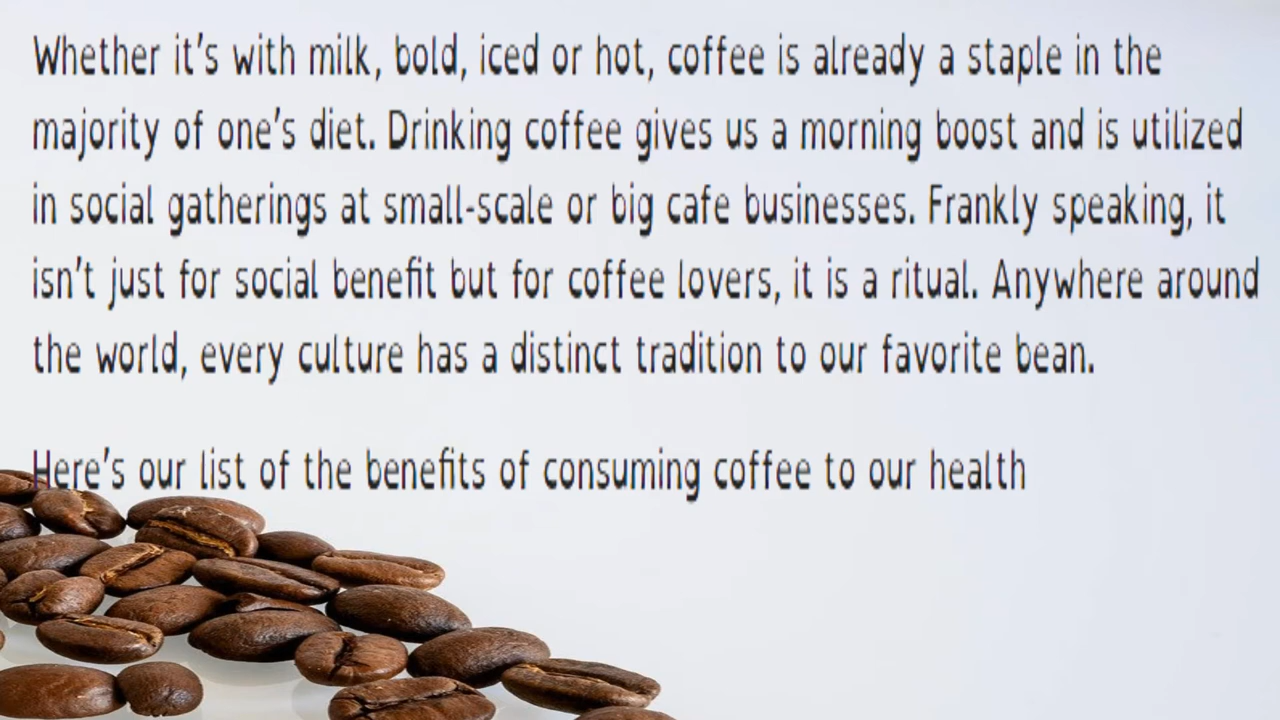 Whether it's with milk, bold, iced or hot, coffee is already a staple in the
majority of one's diet. Drinking coffee gives us a morning boost and is utilized
in social gatherings at small-scale or big cafe businesses. Frankly speaking, it
isn't just for social benefit but for coffee lovers, it is a ritual. Anywhere around
the world, every culture has a distinct tradition to our favorite bean.
Here's our list of the benefits of consuming coffee to our health